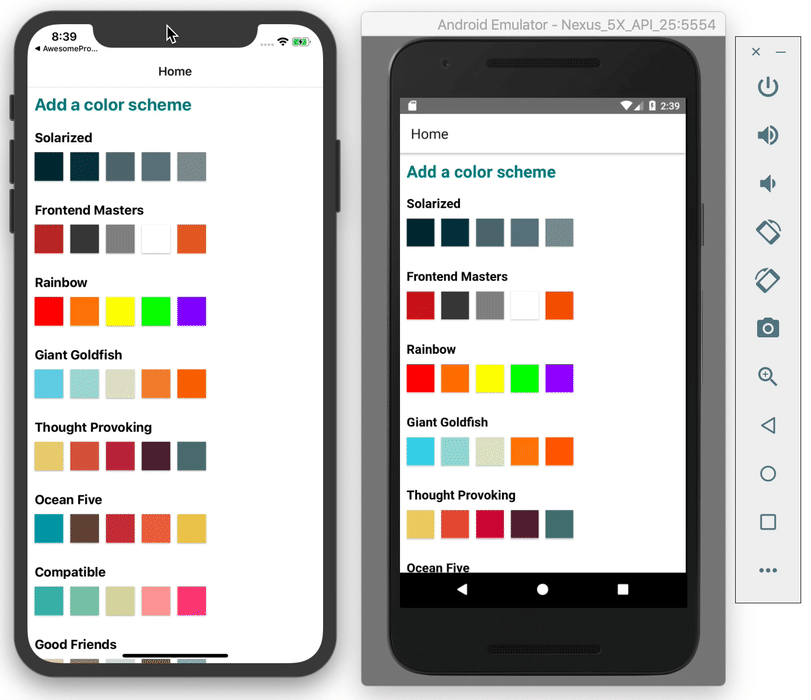 8:39
◀ AwesomePro...
Home
Add a color scheme
Solarized
Frontend Masters
Rainbow
Giant Goldfish
Thought Provoking
Ocean Five
Compatible
Good Friends
Android Emulator - Nexus_5X_API_25:5554
2:39
Home
Add a color scheme
Solarized
Frontend Masters
Rainbow
Giant Goldfish
Thought Provoking
Ocean Five